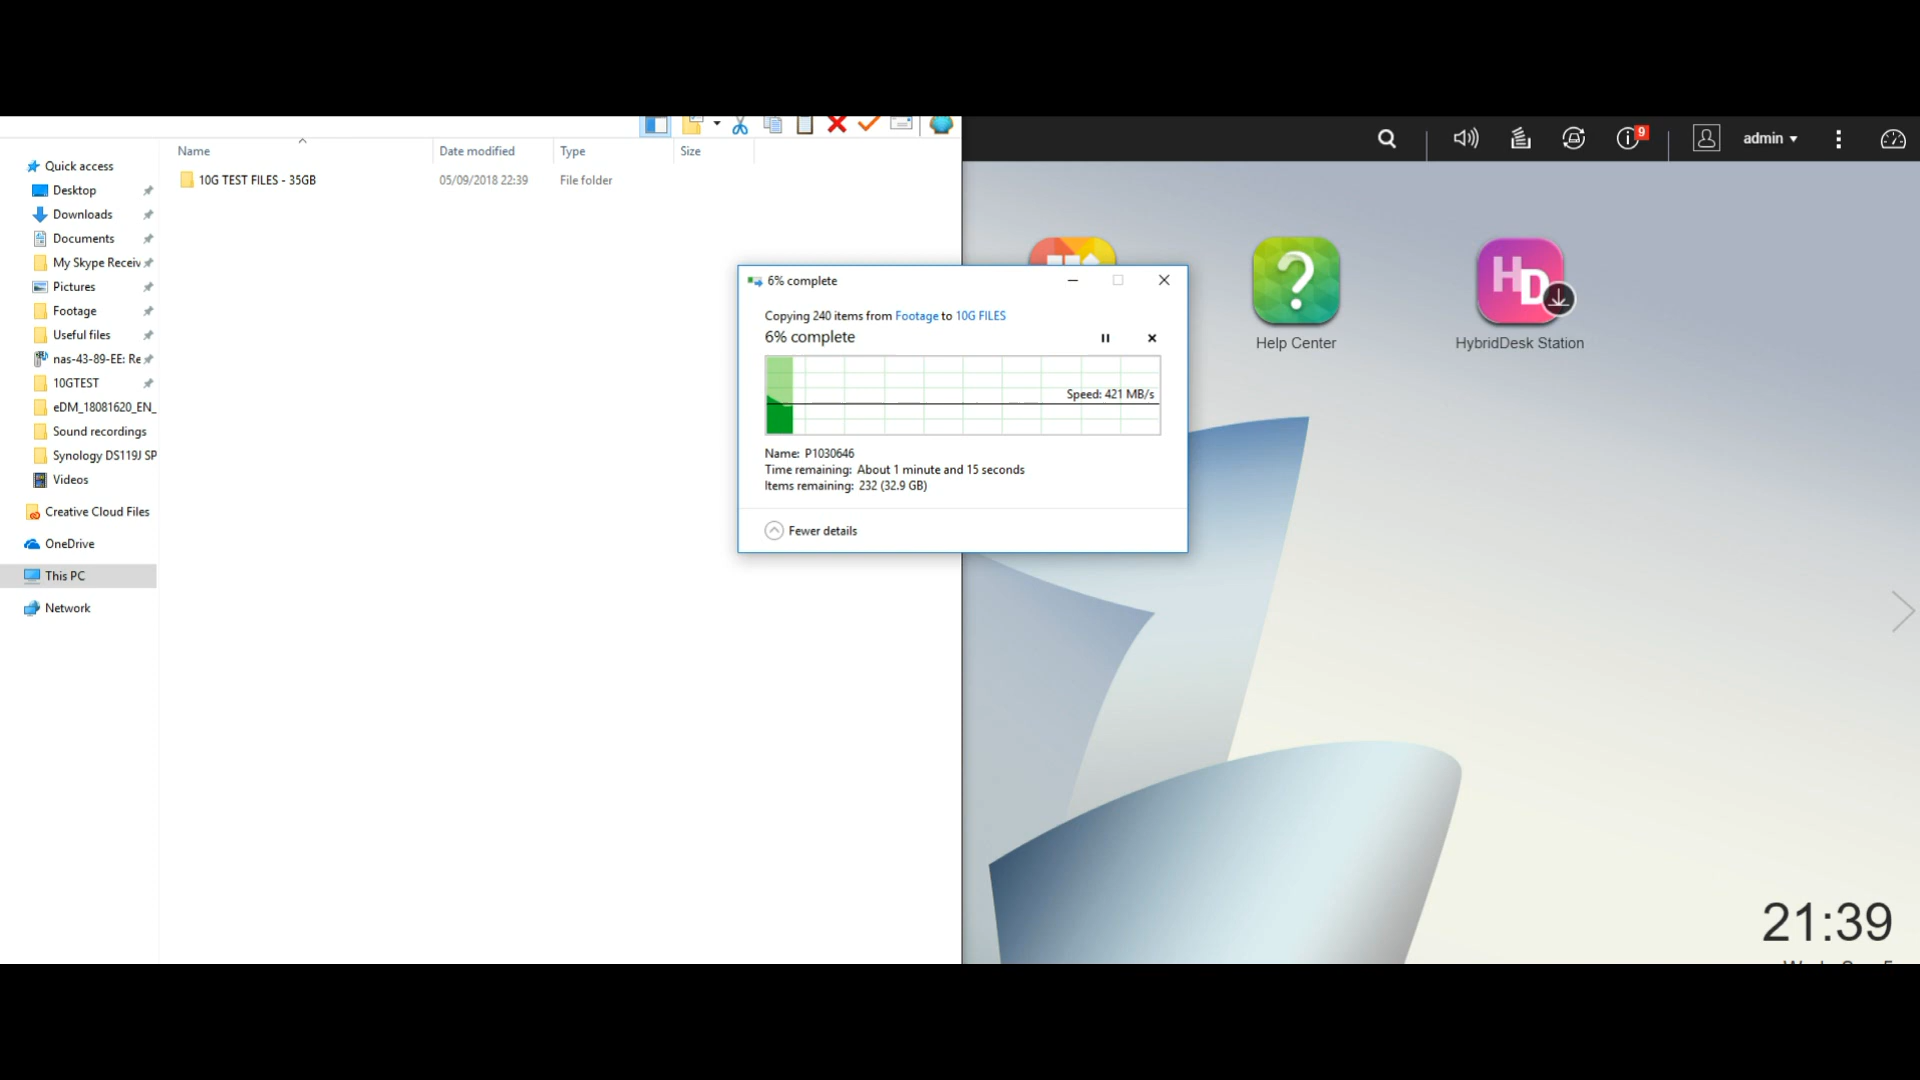 Name
Date modified
Type
Size
10G TEST FILES - 35GB
05/09/2018 22:39
File folder
Quick access
Desktop
Downloads
Documents
My Skype Receiv
Pictures
Footage
Useful files
nas-43-89-EE: Re
10GTEST
eDM_18081620_EN_
Sound recordings
Synology DS119J SP
Videos
Creative Cloud Files
OneDrive
This PC
Network
6% complete
Copying 240 items from Footage to 10G FILES
6% complete
Speed: 421 MB/s
Name: P1030646
Time remaining: About 1 minute and 15 seconds
Items remaining: 232 (32.9 GB)
Fewer details
9
admin
Help Center
HD
HybridDesk Station
21:39